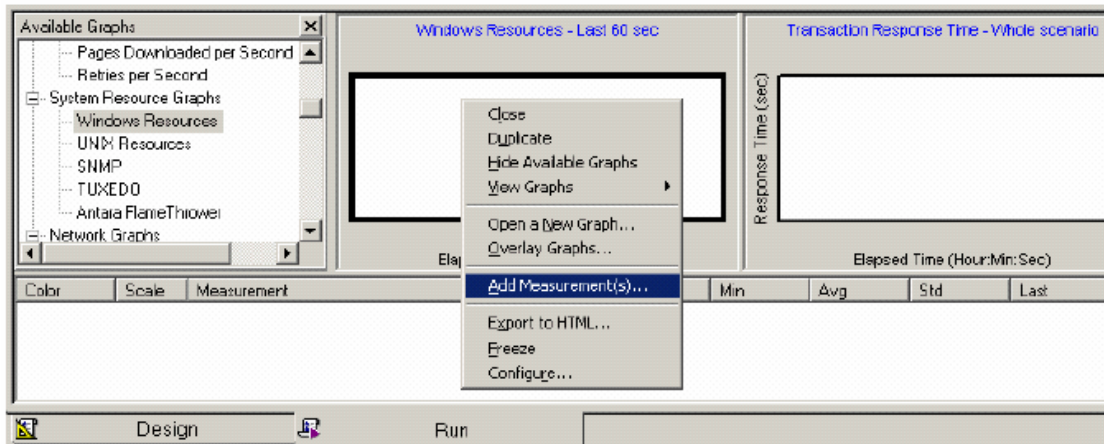 Available Graphs
Pages Downloaded per Second
Retries per Second
System Resource Graphs
Windows Resources
UNIX Resources
SNMP
TUXEDO
Antara FlameThrower
Network Graphs
Windows Resources - Last 60 sec
Transaction Response Time - Whole scenario
Response Time (sec)
Elapsed Time (Hour:Min:Sec)
Close
Duplicate
Hide Available Graphs
View Graphs
Open a New Graph...
Overlay Graphs...
Add Measurement(s)...
Export to HTML...
Freeze
Configure...
Color Scale Measurement Min Avg Std Last
Design Run